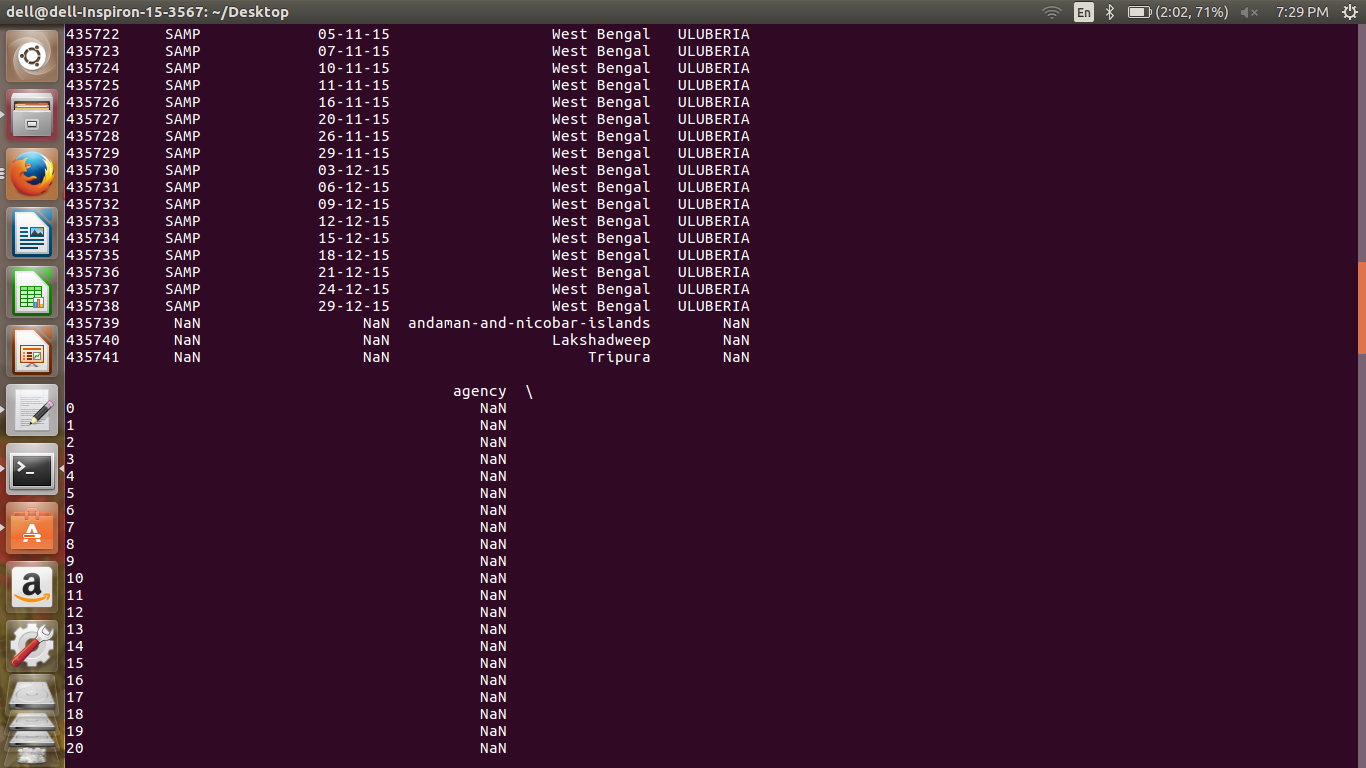 dell@dell-Inspiron-15-3567: ~/Desktop En (2:02, 71%) 7:29 PM
435722 SAMP 05-11-15 West Bengal ULUBERIA
435723 SAMP 07-11-15 West Bengal ULUBERIA
435724 SAMP 10-11-15 West Bengal ULUBERIA
435725 SAMP 11-11-15 West Bengal ULUBERIA
435726 SAMP 16-11-15 West Bengal ULUBERIA
435727 SAMP 20-11-15 West Bengal ULUBERIA
435728 SAMP 26-11-15 West Bengal ULUBERIA
435729 SAMP 29-11-15 West Bengal ULUBERIA
435730 SAMP 03-12-15 West Bengal ULUBERIA
435731 SAMP 06-12-15 West Bengal ULUBERIA
435732 SAMP 09-12-15 West Bengal ULUBERIA
435733 SAMP 12-12-15 West Bengal ULUBERIA
435734 SAMP 15-12-15 West Bengal ULUBERIA
435735 SAMP 18-12-15 West Bengal ULUBERIA
435736 SAMP 21-12-15 West Bengal ULUBERIA
435737 SAMP 24-12-15 West Bengal ULUBERIA
435738 SAMP 29-12-15 West Bengal ULUBERIA
435739 NaN NaN andaman-and-nicobar-islands NaN
435740 NaN NaN Lakshadweep NaN
435741 NaN NaN Tripura NaN
agency \
0 NaN
1 NaN
2 NaN
3 NaN
4 NaN
5 NaN
6 NaN
7 NaN
8 NaN
9 NaN
10 NaN
11 NaN
12 NaN
13 NaN
14 NaN
15 NaN
16 NaN
17 NaN
18 NaN
19 NaN
20 NaN